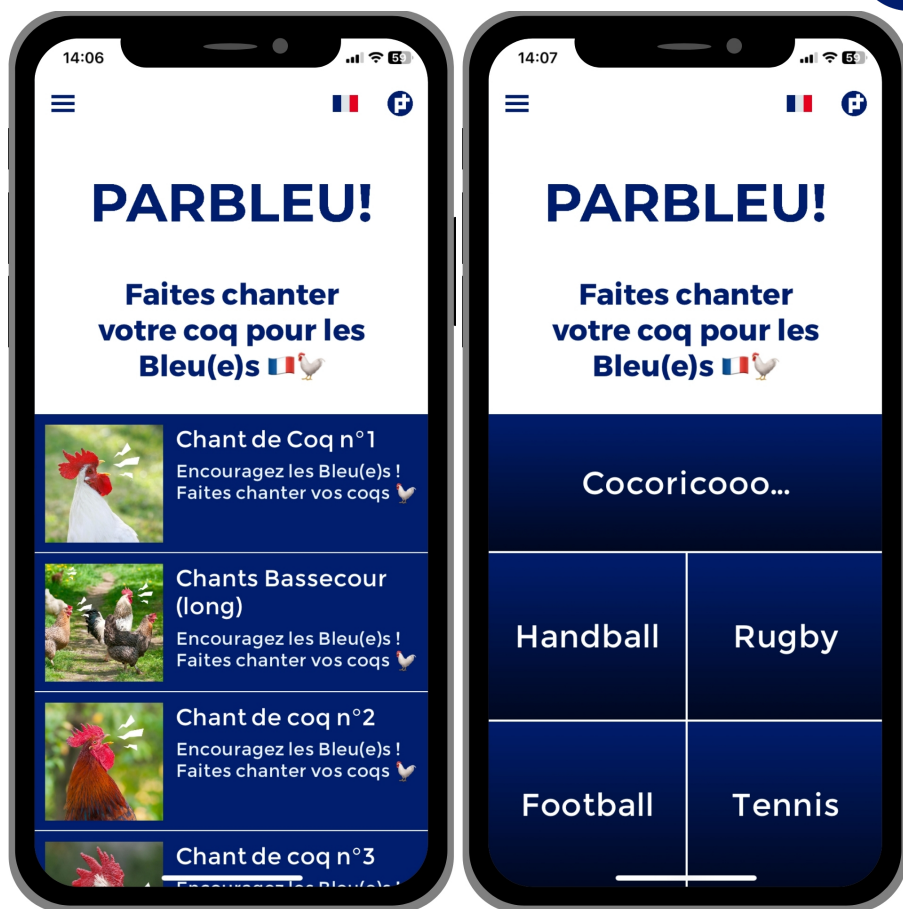 14:06
59
PARBLEU!
Faites chanter
votre coq pour les
Bleu(e)s 🇫🇷🐓
Chant de Coq n°1
Encouragez les Bleu(e)s !
Faites chanter vos coqs 🐓
Chants Bassecour
(long)
Encouragez les Bleu(e)s !
Faites chanter vos coqs 🐓
Chant de coq n°2
Encouragez les Bleu(e)s !
Faites chanter vos coqs 🐓
Chant de coq n°3
Encouragez les Bleu(e)s !
14:07
59
PARBLEU!
Faites chanter
votre coq pour les
Bleu(e)s 🇫🇷🐓
Cocoricooo...
Handball
Rugby
Football
Tennis